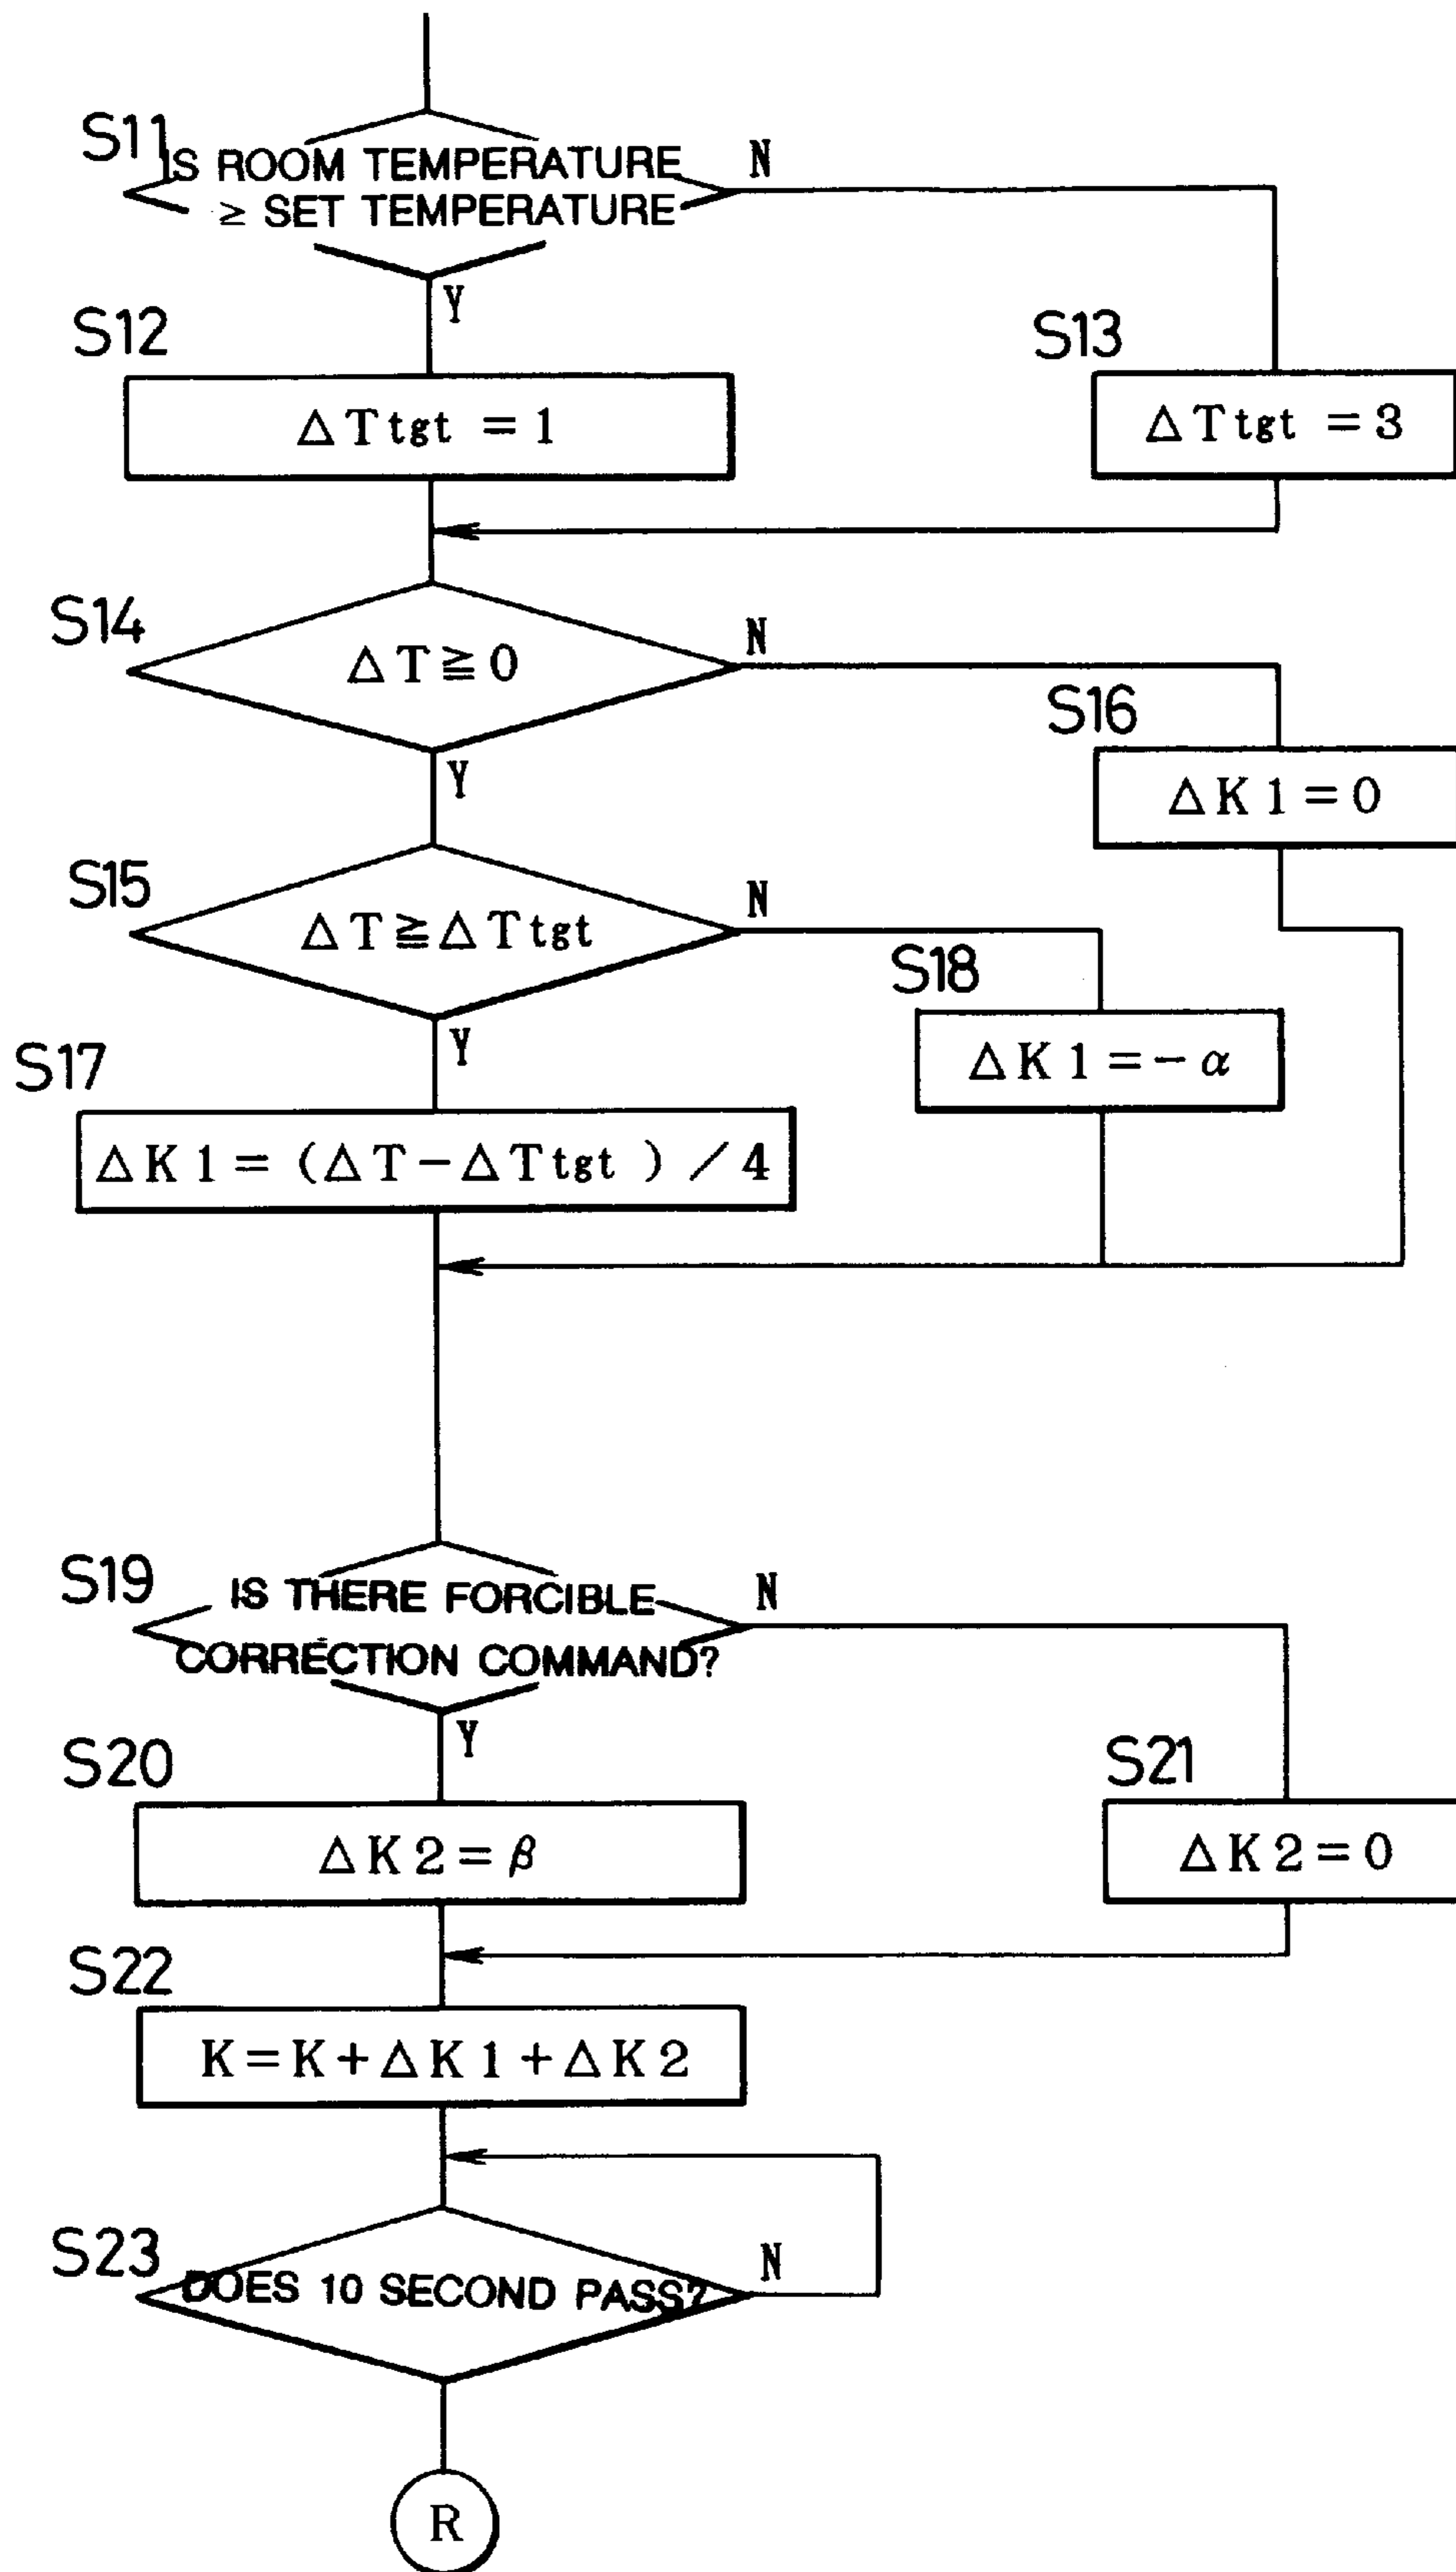 S11
IS ROOM TEMPERATURE
≥ SET TEMPERATURE
N
Y
S12
ΔTtgt = 1
S13
ΔTtgt = 3
S14
ΔT≧0
N
Y
S16
ΔK1=0
S15
ΔT≧ΔTtgt
N
Y
S18
ΔK1=-α
S17
ΔK1=(ΔT-ΔTtgt)/4
S19
IS THERE FORCIBLE
CORRECTION COMMAND?
N
Y
S20
ΔK2=β
S21
ΔK2=0
S22
K=K+ΔK1+ΔK2
S23
DOES 10 SECOND PASS?
N
R